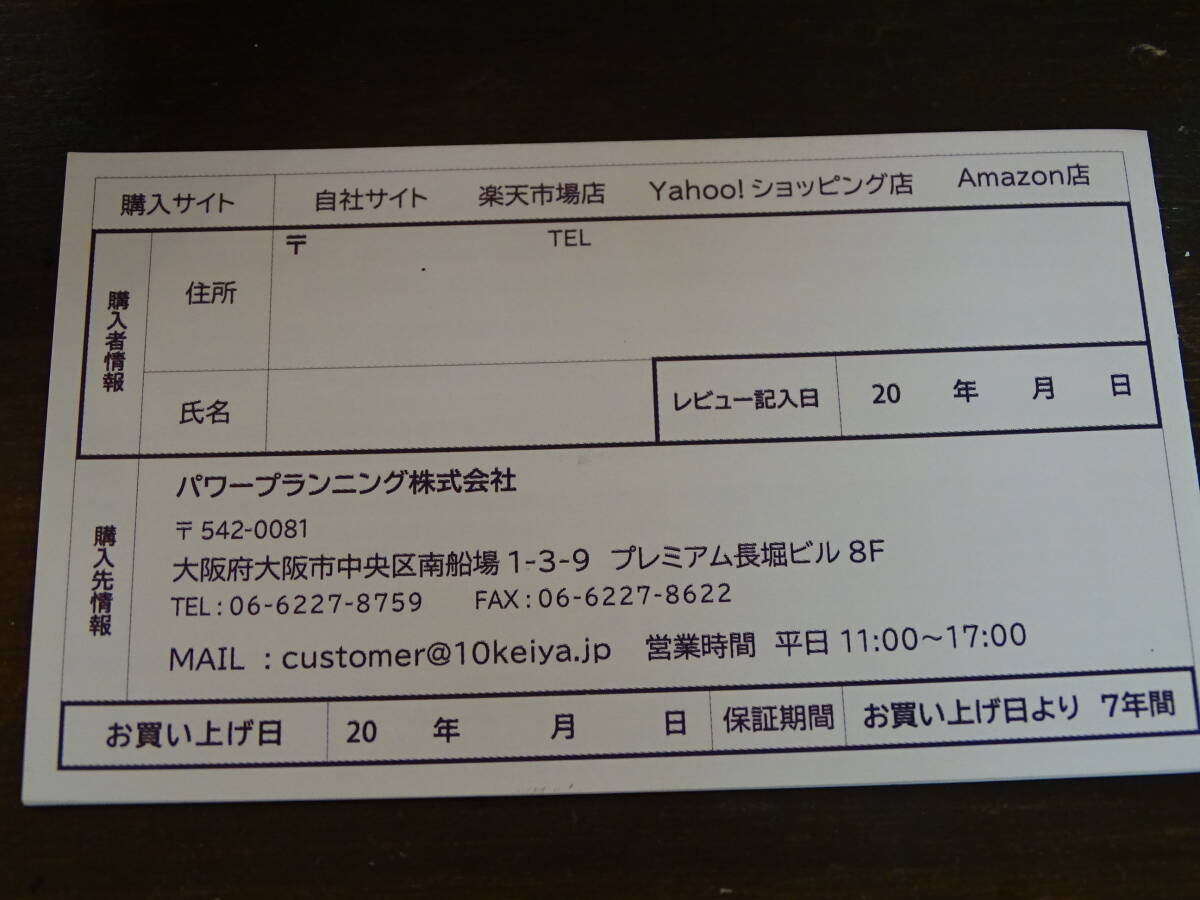 購入サイト 自社サイト 楽天市場店 Yahoo!ショッピング店 Amazon店
購入者情報
住所 〒 TEL
氏名
レビュー記入日 20 年 月 日
購入先情報
パワープランニング株式会社
〒542-0081
大阪府大阪市中央区南船場1-3-9 プレミアム長堀ビル8F
TEL:06-6227-8759 FAX:06-6227-8622
MAIL :customer@10keiya.jp 営業時間 平日 11:00〜17:00
お買い上げ日 20 年 月 日 保証期間 お買い上げ日より 7年間